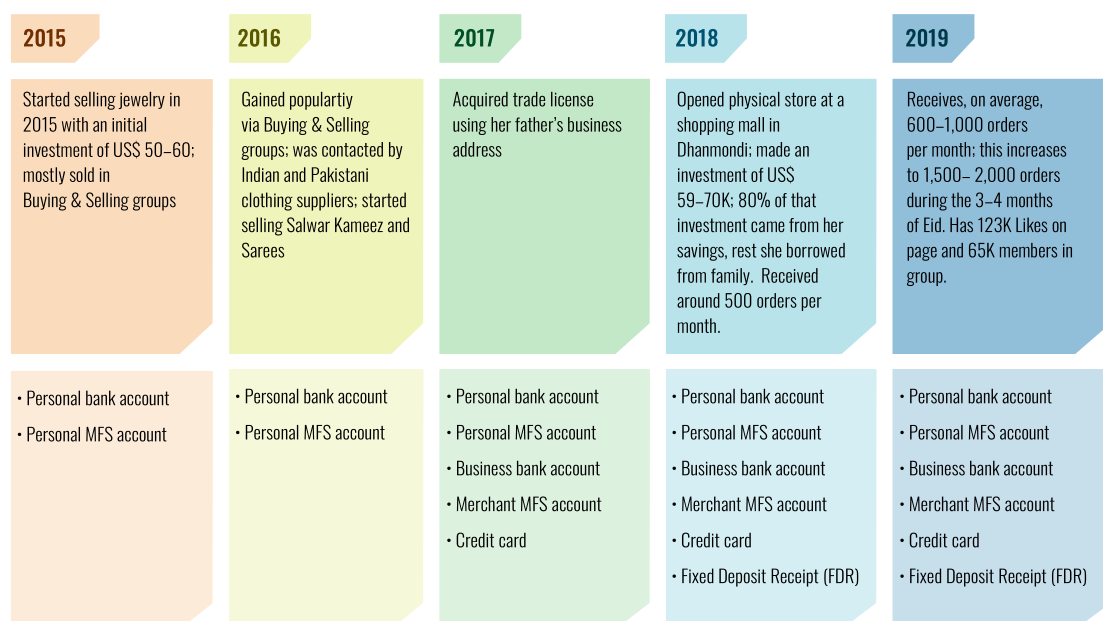 2015
Started selling jewelry in
2015 with an initial
investment of US$ 50–60;
mostly sold in
Buying & Selling groups
• Personal bank account
• Personal MFS account
2016
Gained populartiy
via Buying & Selling
groups; was contacted by
Indian and Pakistani
clothing suppliers; started
selling Salwar Kameez and
Sarees
• Personal bank account
• Personal MFS account
2017
Acquired trade license
using her father's business
address
• Personal bank account
• Personal MFS account
• Business bank account
• Merchant MFS account
• Credit card
2018
Opened physical store at a
shopping mall in
Dhanmondi; made an
investment of US$
59–70K; 80% of that
investment came from her
savings, rest she borrowed
from family. Received
around 500 orders per
month.
• Personal bank account
• Personal MFS account
• Business bank account
• Merchant MFS account
• Credit card
• Fixed Deposit Receipt (FDR)
2019
Receives, on average,
600–1,000 orders
per month; this increases
to 1,500– 2,000 orders
during the 3–4 months
of Eid. Has 123K Likes on
page and 65K members in
group.
• Personal bank account
• Personal MFS account
• Business bank account
• Merchant MFS account
• Credit card
• Fixed Deposit Receipt (FDR)